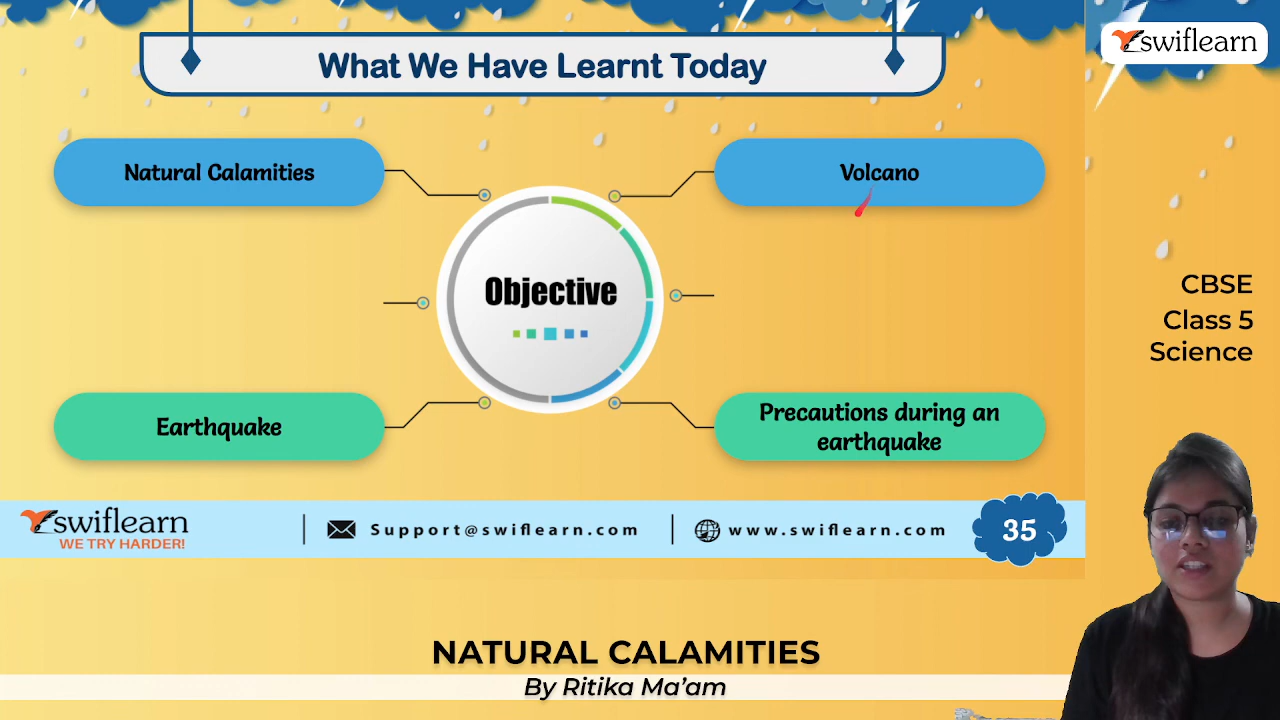 What We Have Learnt Today
swiflearn
Natural Calamities
Volcano
Objective
CBSE
Class 5
Science
Earthquake
Precautions during an
earthquake
swiflearn
WE TRY HARDER!
Support@swiflearn.com
www.swiflearn.com
35
NATURAL CALAMITIES
By Ritika Ma'am